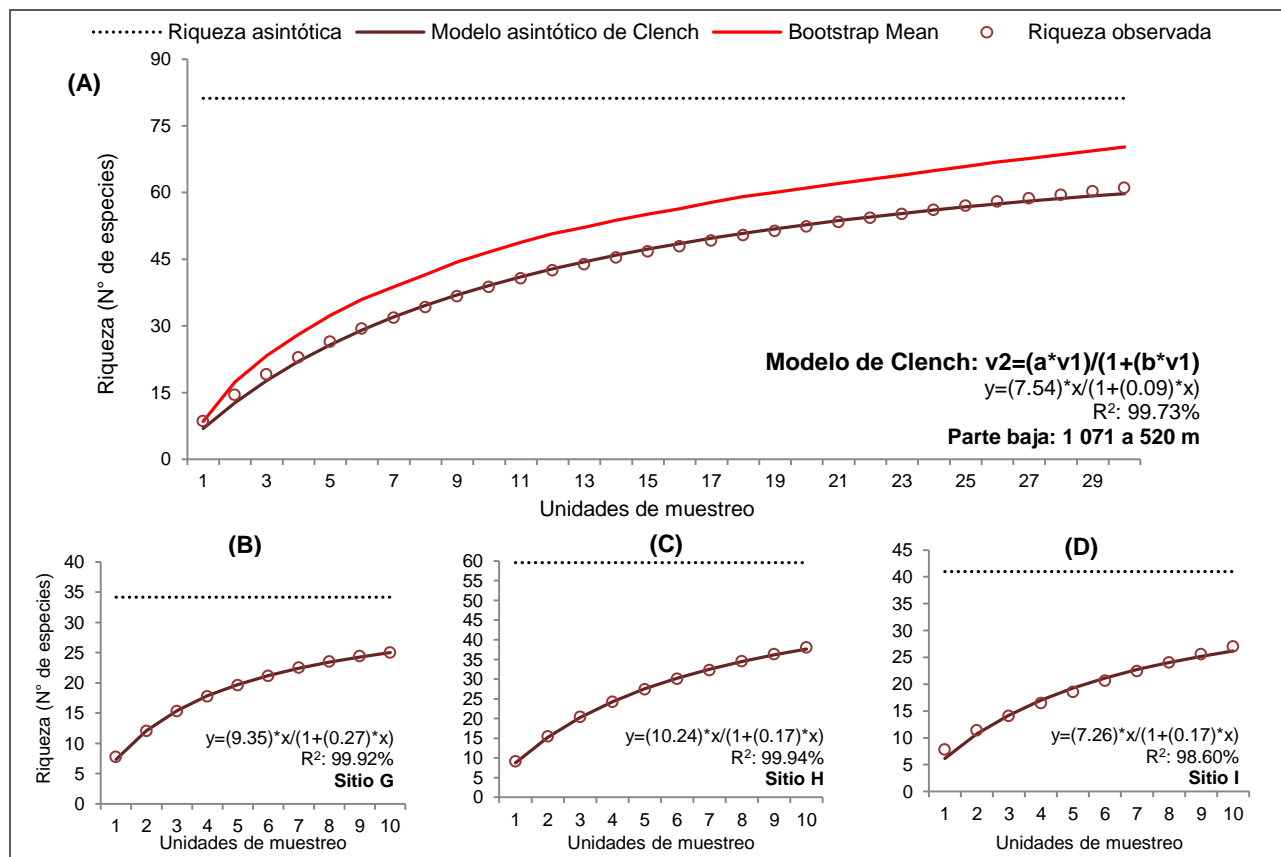 Riqueza asintótica Modelo asintótico de Clench Bootstrap Mean Riqueza observada
(A)
90
75
60
45
30
15
0
Riqueza (N° de especies)
Modelo de Clench: v2=(a*v1)/(1+(b*v1)
y=(7.54)*x/(1+(0.09)*x)
R²: 99.73%
Parte baja: 1 071 a 520 m
1 3 5 7 9 11 13 15 17 19 21 23 25 27 29
Unidades de muestreo
(B)
40
35
30
25
20
15
10
5
0
Riqueza (N° de especies)
y=(9.35)*x/(1+(0.27)*x)
R²: 99.92%
Sitio G
1 2 3 4 5 6 7 8 9 10
Unidades de muestreo
(C)
60
55
50
45
40
35
30
25
20
15
10
5
0
y=(10.24)*x/(1+(0.17)*x)
R²: 99.94%
Sitio H
1 2 3 4 5 6 7 8 9 10
Unidades de muestreo
(D)
45
40
35
30
25
20
15
10
5
0
y=(7.26)*x/(1+(0.17)*x)
R²: 98.60%
Sitio I
1 2 3 4 5 6 7 8 9 10
Unidades de muestreo